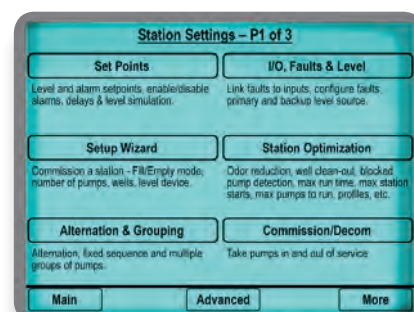 Station Settings – P1 of 3
Set Points
Level and alarm setpoints, enable/disable
alarms, delays & level simulation.
I/O, Faults & Level
Link faults to inputs, configure faults,
primary and backup level source.
Setup Wizard
Commission a station - Fill/Empty mode,
number of pumps, wells, level device.
Station Optimization
Odor reduction, well clean-out, blocked
pump detection, max run time, max station
starts, max pumps to run, profiles, etc.
Alternation & Grouping
Alternation, fixed sequence and multiple
groups of pumps.
Commission/Decom
Take pumps in and out of service
Main
Advanced
More